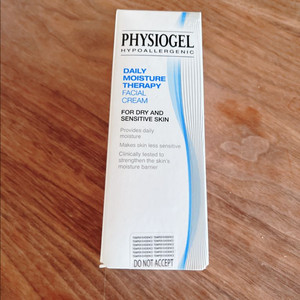 PHYSIOGEL
HYPOALLERGENIC
DAILY
MOISTURE
THERAPY
FACIAL
CREAM
FOR DRY AND
SENSITIVE SKIN
Provides daily
moisture
Makes skin less sensitive
Clinically tested to
strengthen the skin's
moisture barrier
DO NOT ACCEPT